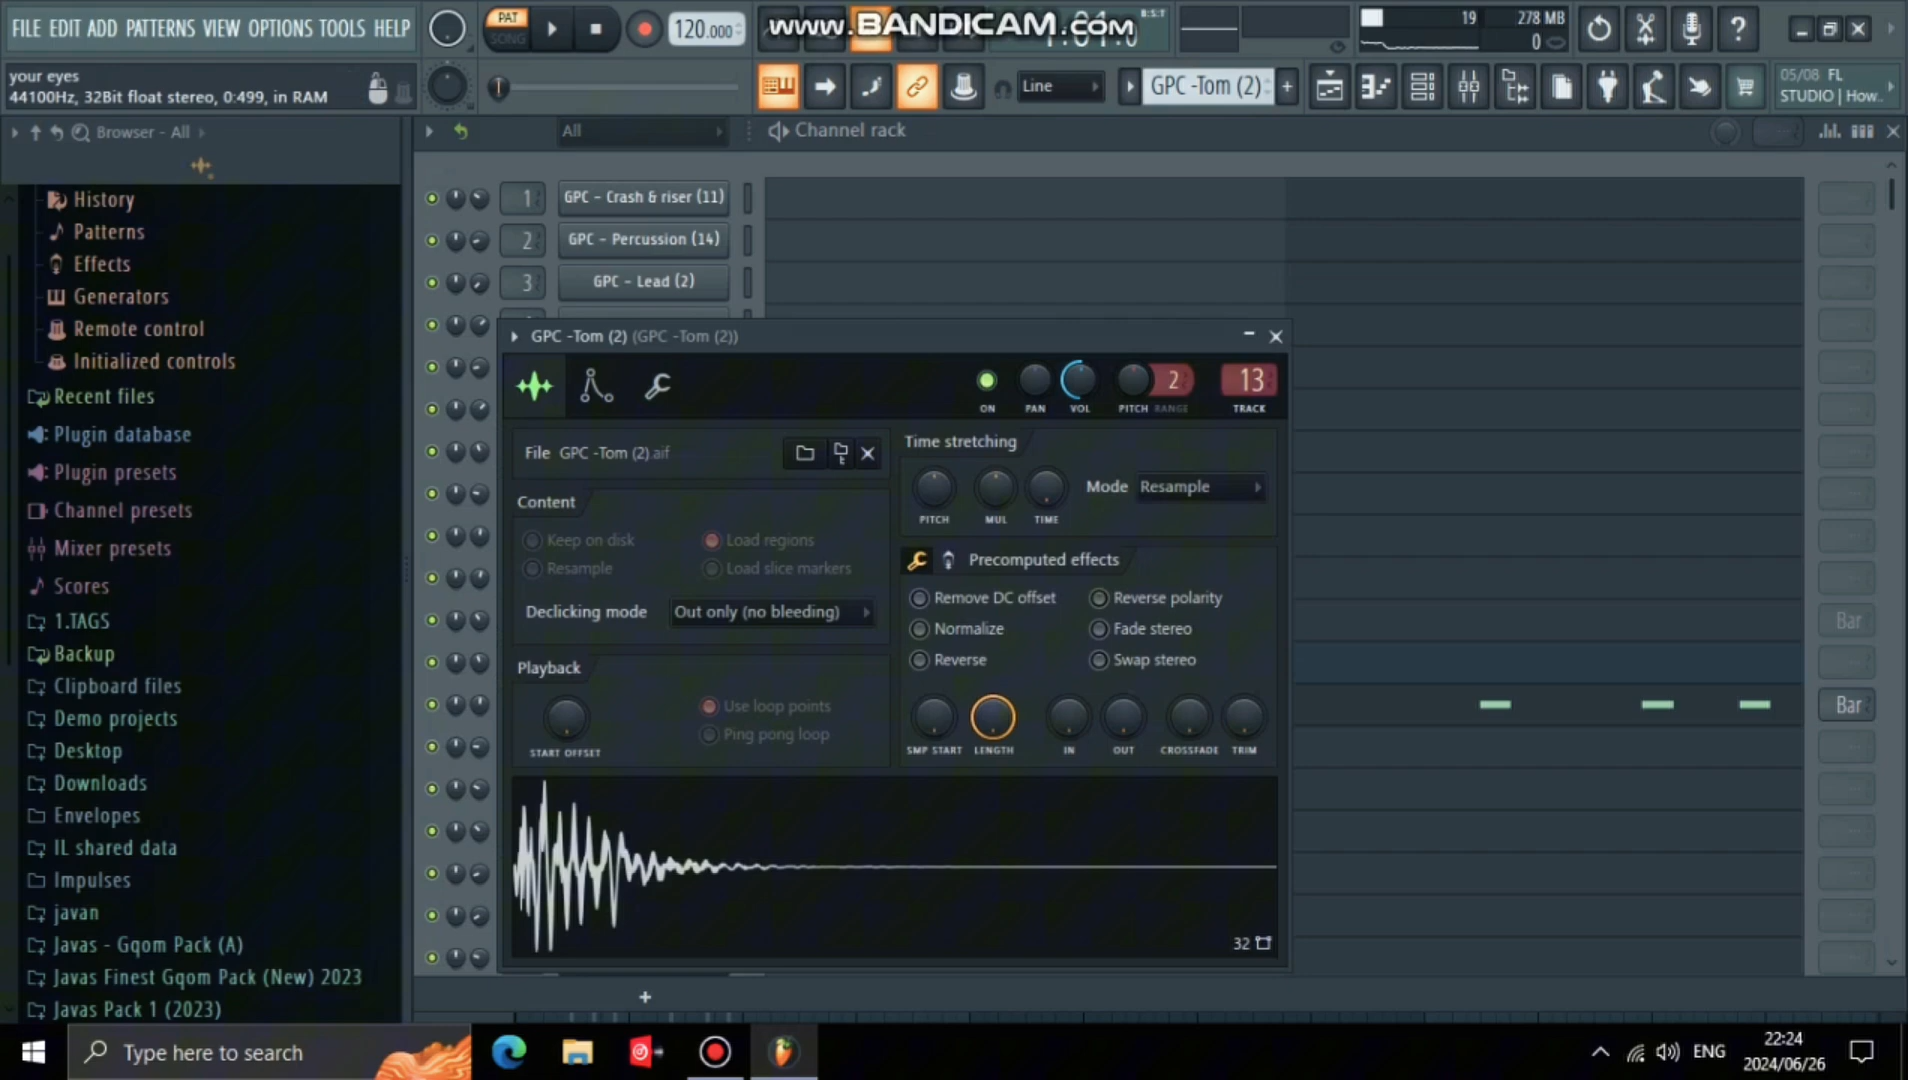 FILE EDIT ADD PATTERNS VIEW OPTIONS TOOLS HELP
PAT
SONG
120.000
www.BANDICAM.com
B:S:T
19
278 MB
0
your eyes
44100Hz, 32Bit float stereo, 0:499, in RAM
Line
GPC -Tom (2)
+
05/08 FL
STUDIO | How..
Browser - All
All
Channel rack
History
Patterns
Effects
Generators
Remote control
Initialized controls
Recent files
Plugin database
Plugin presets
Channel presets
Mixer presets
Scores
1.TAGS
Backup
Clipboard files
Demo projects
Desktop
Downloads
Envelopes
IL shared data
Impulses
javan
Javas - Gqom Pack (A)
Javas Finest Gqom Pack (New) 2023
Javas Pack 1 (2023)
1 GPC - Crash & riser (11)
2 GPC - Percussion (14)
3 GPC - Lead (2)
GPC -Tom (2) (GPC -Tom (2))
2
13
ON PAN VOL PITCH RANGE TRACK
File GPC -Tom (2).aif
Content
Keep on disk Load regions
Resample Load slice markers
Declicking mode Out only (no bleeding)
Playback
Use loop points
Ping pong loop
START OFFSET
Time stretching
Mode Resample
PITCH MUL TIME
Precomputed effects
Remove DC offset Reverse polarity
Normalize Fade stereo
Reverse Swap stereo
SMP START LENGTH IN OUT CROSSFADE TRIM
32
Bar
Bar
+
Type here to search
ENG
22:24
2024/06/26